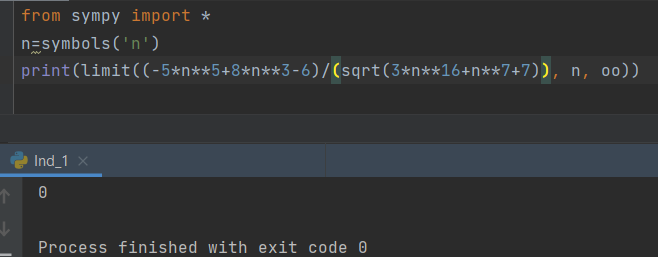 from sympy import *
n=symbols('n')
print(limit((-5*n**5+8*n**3-6)/(sqrt(3*n**16+n**7+7)), n, oo))
Ind_1
0
Process finished with exit code 0